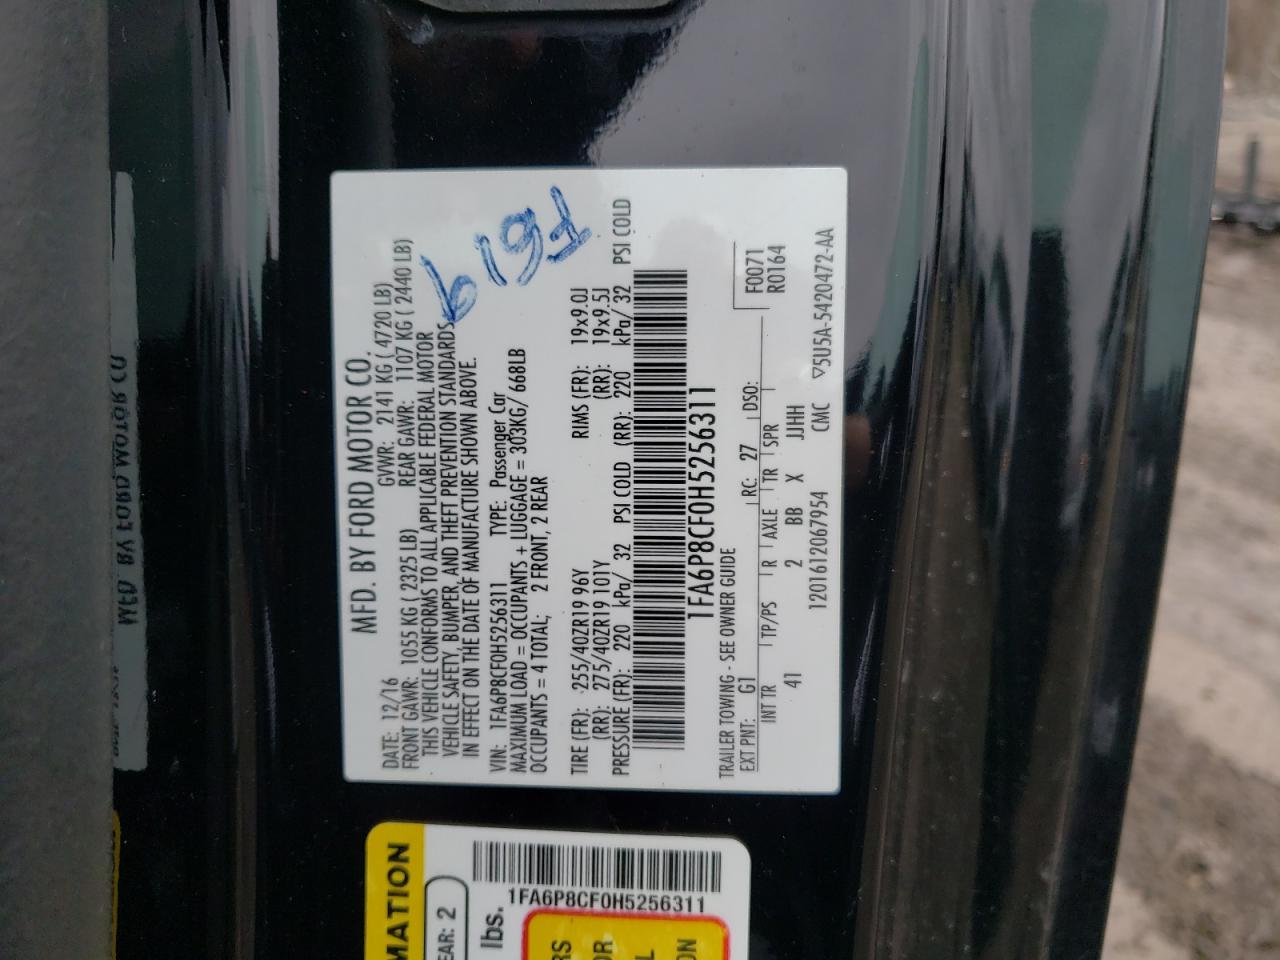 MFD. BY FORD MOTOR CO.
DATE: 12/16 GVWR: 2141 KG ( 4720 LB)
FRONT GAWR: 1055 KG ( 2325 LB) REAR GAWR: 1107 KG ( 2440 LB)
THIS VEHICLE CONFORMS TO ALL APPLICABLE FEDERAL MOTOR
VEHICLE SAFETY, BUMPER, AND THEFT PREVENTION STANDARDS
IN EFFECT ON THE DATE OF MANUFACTURE SHOWN ABOVE.
VIN: 1FA6P8CF0H5256311 TYPE: Passenger Car
MAXIMUM LOAD = OCCUPANTS + LUGGAGE = 303KG/ 668LB
OCCUPANTS = 4 TOTAL; 2 FRONT, 2 REAR
TIRE (FR): 255/40ZR19 96Y RIMS (FR): 19x9.0J
(RR): 275/40ZR19 101Y (RR): 19x9.5J
PRESSURE (FR): 220 kPa/ 32 PSI COLD (RR): 220 kPa/ 32 PSI COLD
1FA6P8CF0H5256311
TRAILER TOWING - SEE OWNER GUIDE F0071
EXT PNT: G1 RC: 27 DSO: R0164
INT TR TP/PS R AXLE TR SPR
41 2 BB X JJHH
1201612067954 CMC ▽5U5A-5420472-AA
F619
MATION
EAR: 2
lbs.
1FA6P8CF0H5256311
RS
OR
ON
MFD. BY FORD MOTOR CO